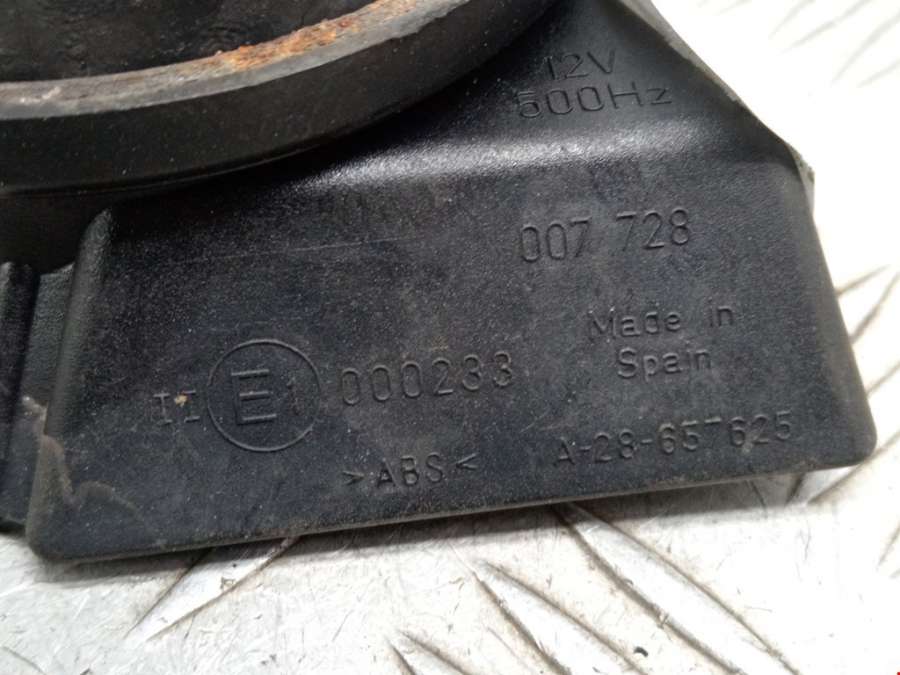 12V
500Hz
007 728
Made in
Spain
II E1 000233
>ABS<
A-28-657625